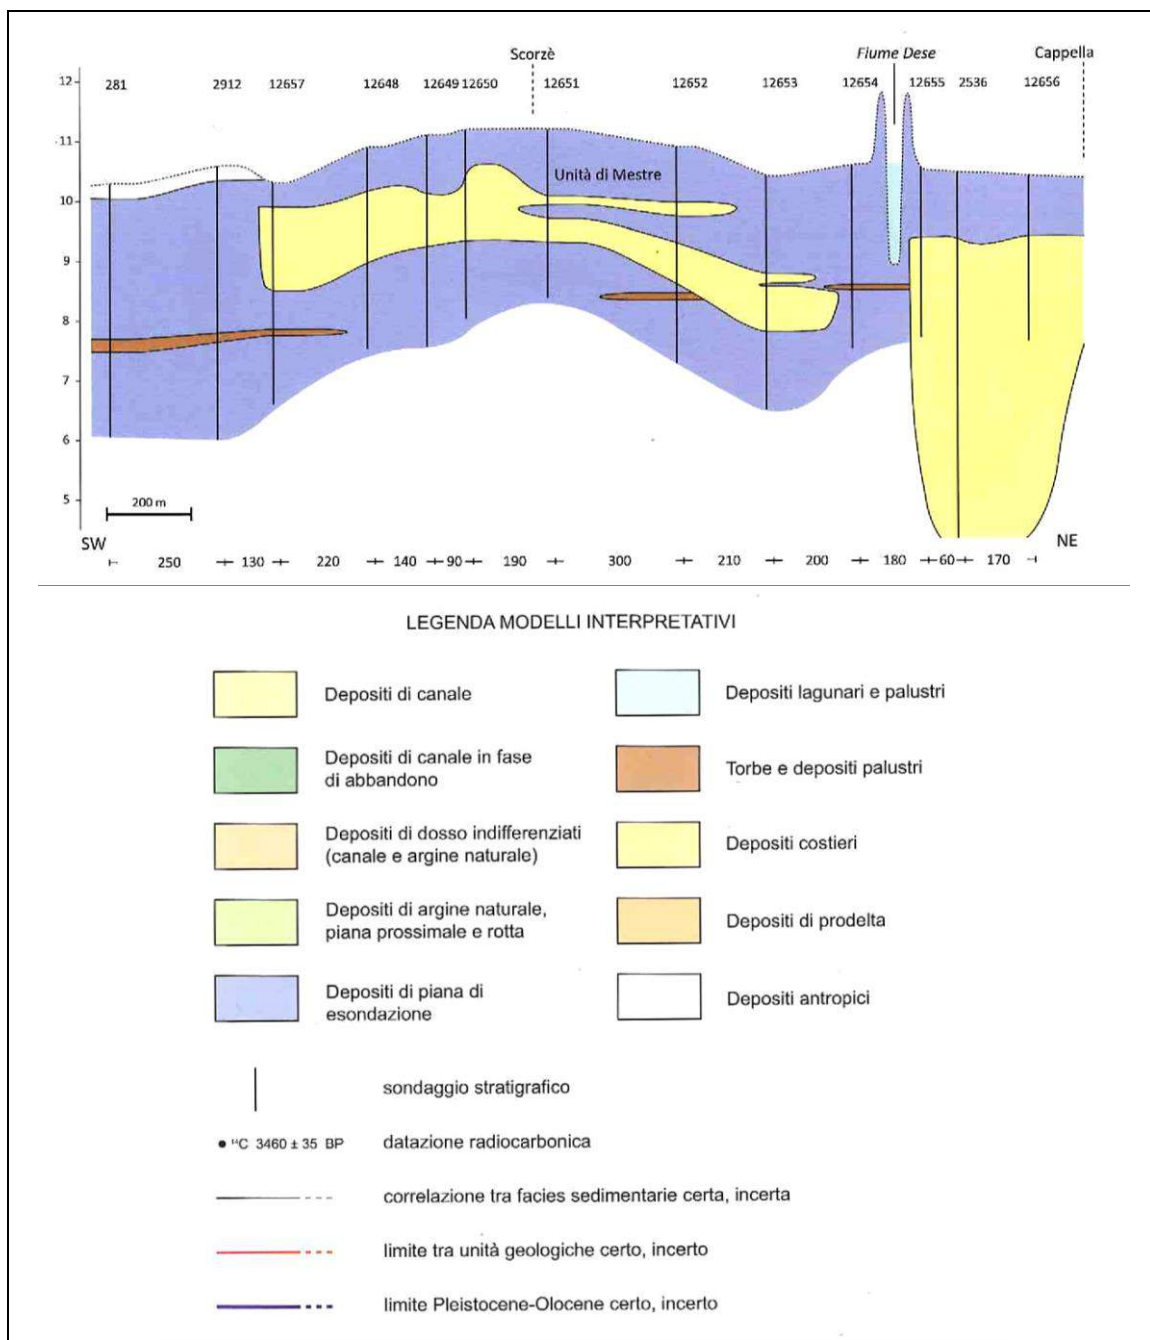 Scorzè Fiume Dese Cappella
12 281 2912 12657 12648 12649 12650 12651 12652 12653 12654 12655 2536 12656
11
10 Unità di Mestre
9
8
7
6
5 200 m
SW NE
250 130 220 140 90 190 300 210 200 180 60 170
LEGENDA MODELLI INTERPRETATIVI
Depositi di canale
Depositi lagunari e palustri
Depositi di canale in fase
di abbandono
Torbe e depositi palustri
Depositi di dosso indifferenziati
(canale e argine naturale)
Depositi costieri
Depositi di argine naturale,
piana prossimale e rotta
Depositi di prodelta
Depositi di piana di
esondazione
Depositi antropici
sondaggio stratigrafico
¹⁴C 3460 ± 35 BP datazione radiocarbonica
correlazione tra facies sedimentarie certa, incerta
limite tra unità geologiche certo, incerto
limite Pleistocene-Olocene certo, incerto